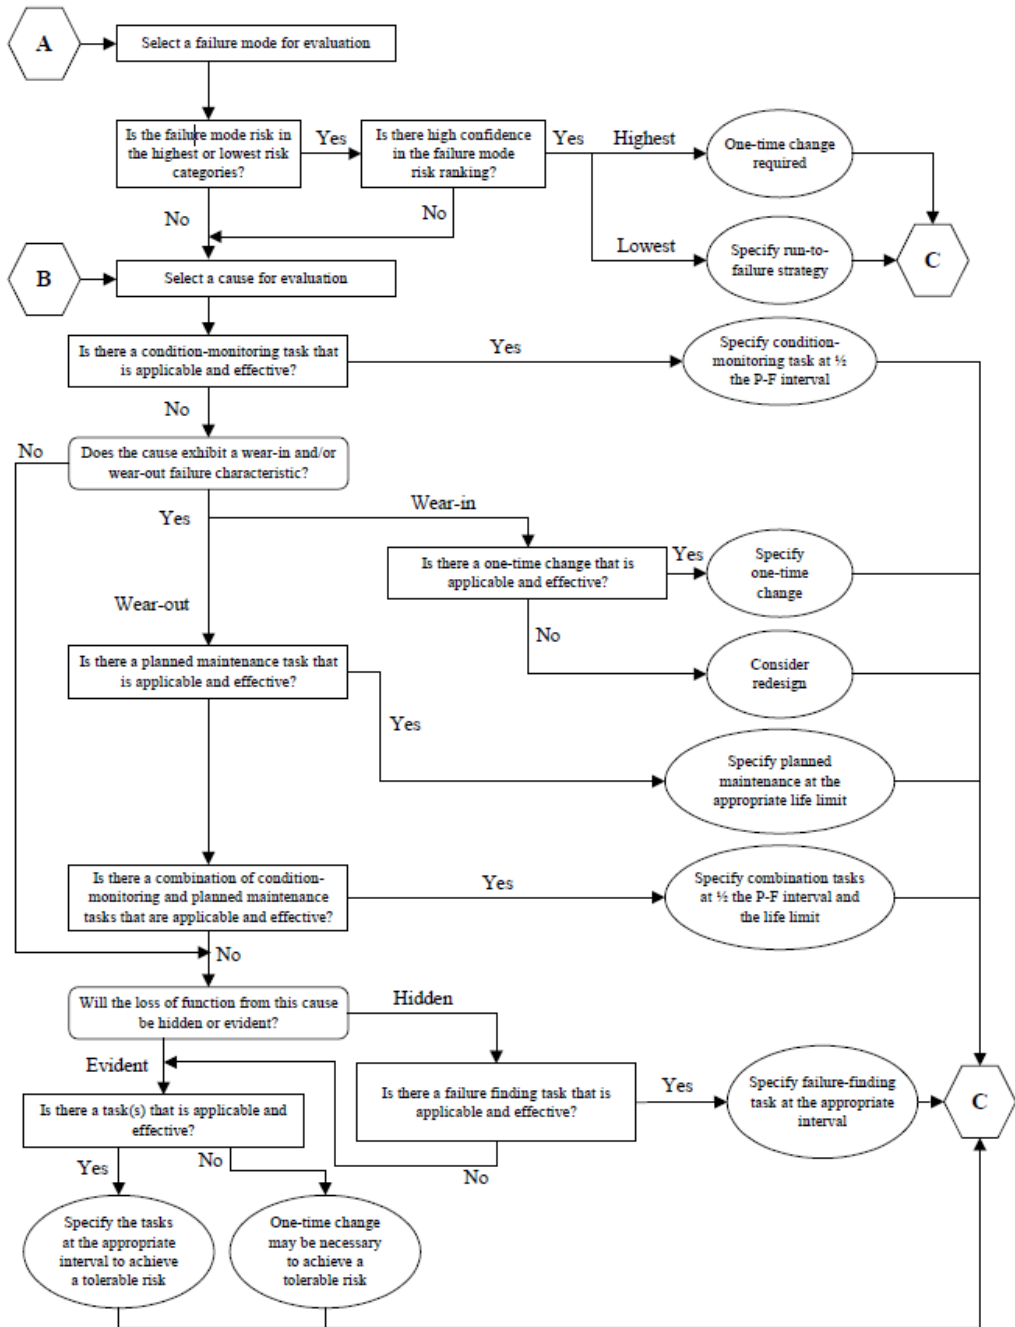 A
Select a failure mode for evaluation
Is the failure mode risk in
the highest or lowest risk
categories?
Yes
Is there high confidence
in the failure mode
risk ranking?
Yes
Highest
One-time change
required
No
No
Lowest
Specify run-to-
failure strategy
C
B
Select a cause for evaluation
Is there a condition-monitoring task that
is applicable and effective?
Yes
Specify condition-
monitoring task at ½
the P-F interval
No
No
Does the cause exhibit a wear-in and/or
wear-out failure characteristic?
Yes
Wear-in
Is there a one-time change that is
applicable and effective?
Yes
Specify
one-time
change
Wear-out
No
Is there a planned maintenance task that
is applicable and effective?
Consider
redesign
Yes
Specify planned
maintenance at the
appropriate life limit
Is there a combination of condition-
monitoring and planned maintenance
tasks that are applicable and effective?
Yes
Specify combination tasks
at ½ the P-F interval and
the life limit
No
Will the loss of function from this cause
be hidden or evident?
Hidden
Evident
Is there a failure finding task that is
applicable and effective?
Yes
Specify failure-finding
task at the appropriate
interval
C
Is there a task(s) that is applicable and
effective?
Yes
No
No
Specify the tasks
at the appropriate
interval to achieve
a tolerable risk
One-time change
may be necessary
to achieve a
tolerable risk